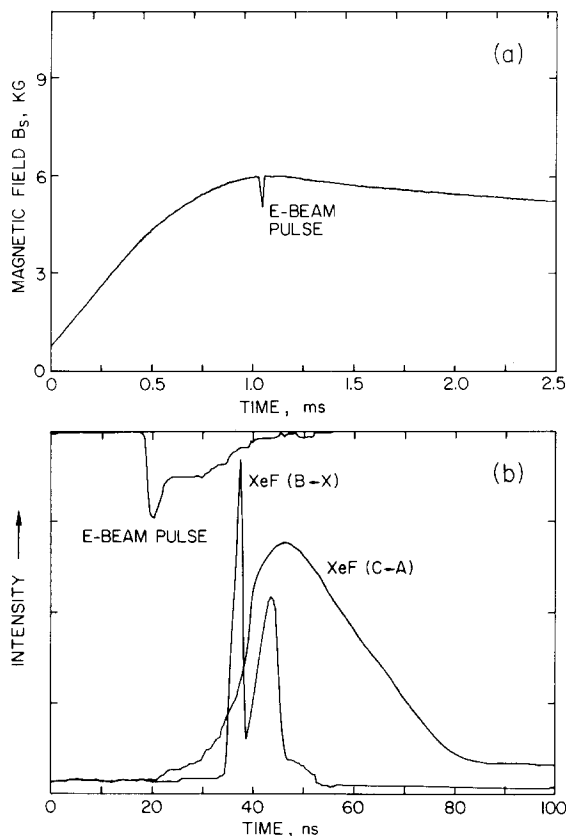 (a)
MAGNETIC FIELD Bs, KG
9
6
3
0
E-BEAM
PULSE
0 0.5 1.0 1.5 2.0 2.5
TIME, ms
(b)
INTENSITY
E-BEAM PULSE
XeF (B→X)
XeF (C→A)
0 20 40 60 80 100
TIME, ns